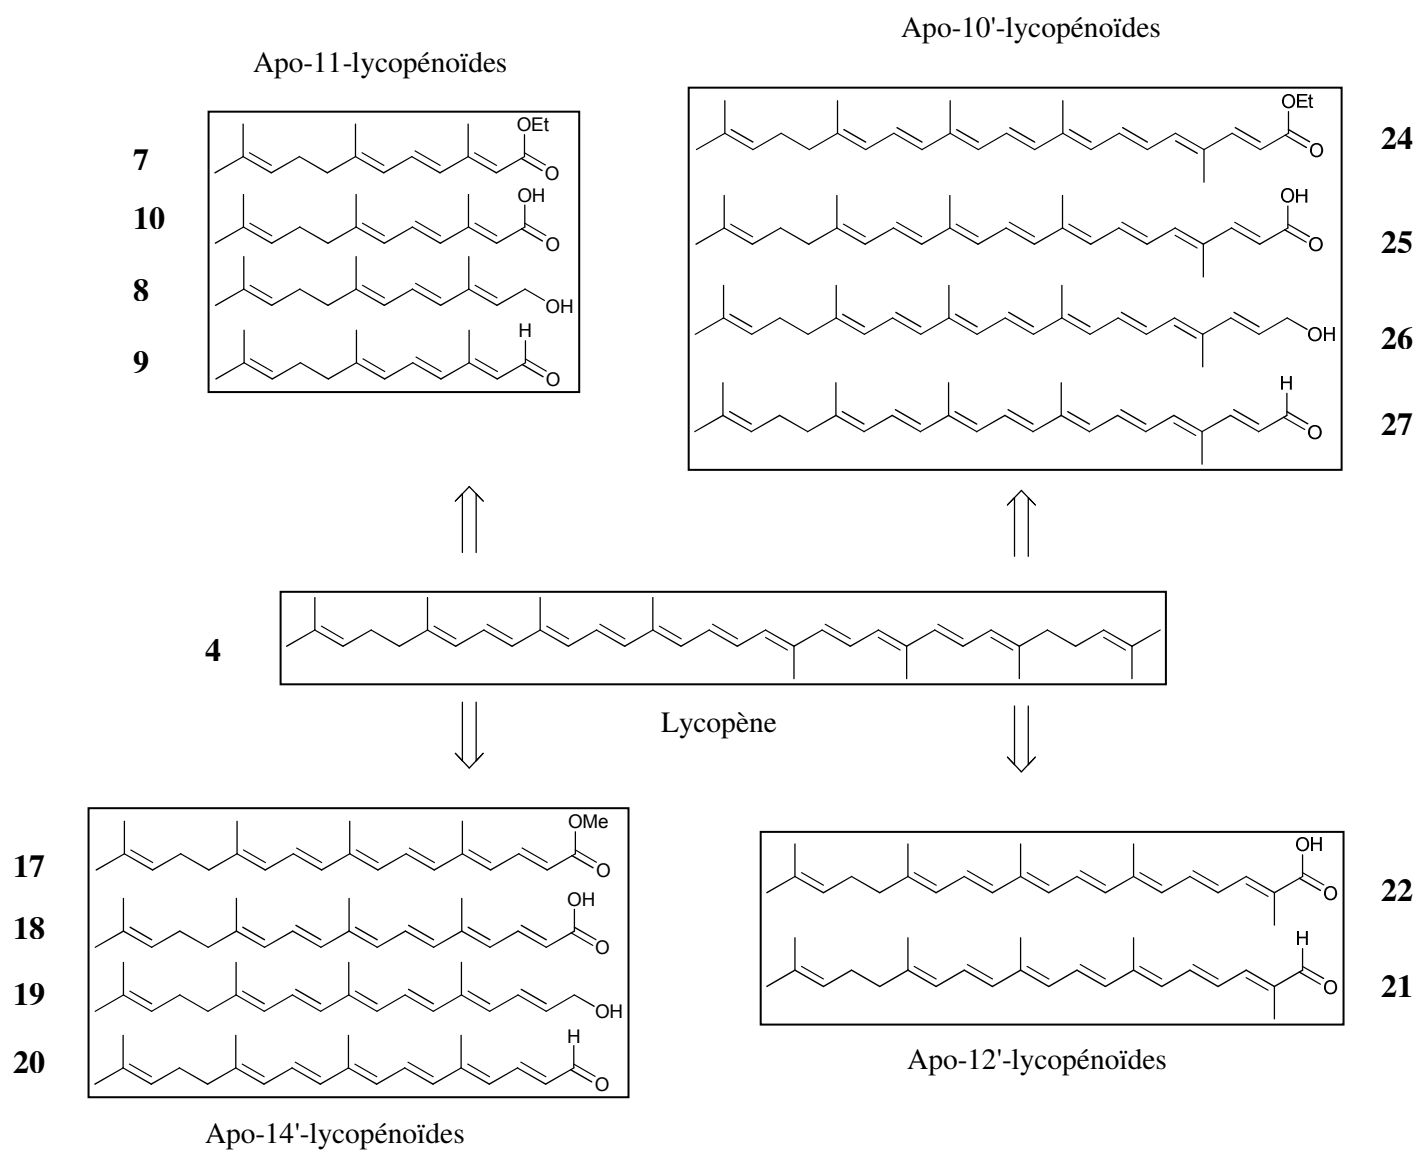 Apo-10'-lycopénoïdes
Apo-11-lycopénoïdes
OEt
7
O
OH
10
O
8
OH
H
9
O
OEt
24
O
OH
25
O
26
OH
H
27
O
4
Lycopène
OMe
17
O
OH
18
O
19
OH
H
20
O
Apo-14'-lycopénoïdes
OH
22
O
H
21
O
Apo-12'-lycopénoïdes